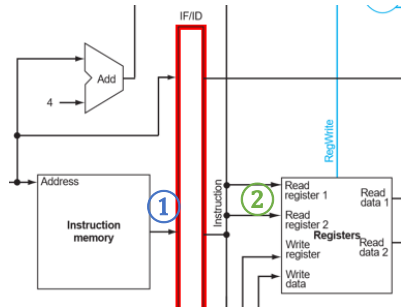 IF/ID
Add
4
RegWrite
Address
Instruction
memory
1
Instruction
2
Read
register 1
Read
register 2
Write
register
Write
data
Registers
Read
data 1
Read
data 2